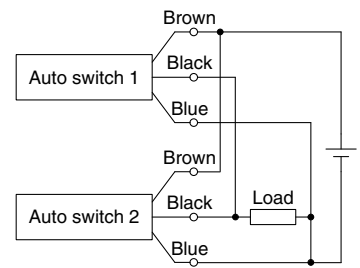 Brown
Auto switch 1
Black
Blue
Brown
Auto switch 2
Black
Load
Blue